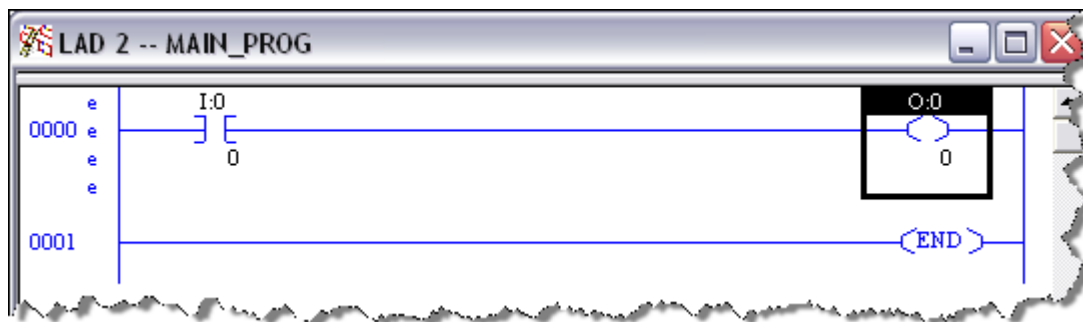 LAD 2 -- MAIN_PROG
e
I:0
O:0
0000 e
e
0
0
e
0001
END